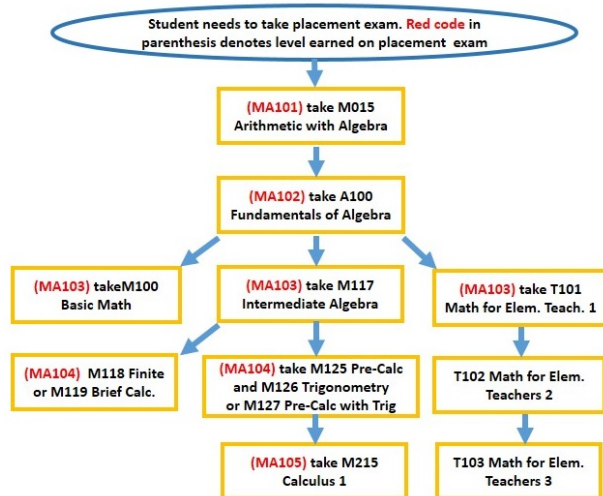 Student needs to take placement exam. Red code in
parenthesis denotes level earned on placement exam
(MA101) take M015
Arithmetic with Algebra
(MA102) take A100
Fundamentals of Algebra
(MA103) takeM100
Basic Math
(MA103) take M117
Intermediate Algebra
(MA103) take T101
Math for Elem. Teach. 1
(MA104) M118 Finite
or M119 Brief Calc.
(MA104) take M125 Pre-Calc
and M126 Trigonometry
or M127 Pre-Calc with Trig
T102 Math for Elem.
Teachers 2
(MA105) take M215
Calculus 1
T103 Math for Elem.
Teachers 3